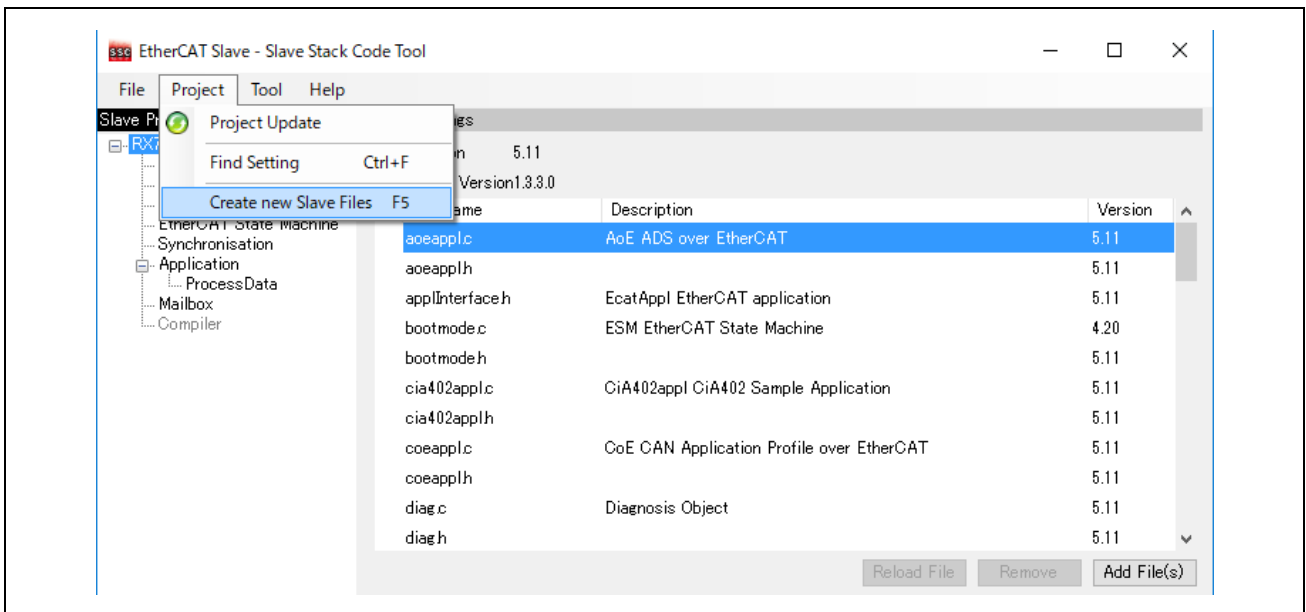 ssc EtherCAT Slave - Slave Stack Code Tool
File Project Tool Help
Slave Pr
Project Update
Find Setting Ctrl+F
Create new Slave Files F5
RX7
EtherCAT State Machine
Synchronisation
Application
ProcessData
Mailbox
Compiler
gs
n 5.11
Version1.3.3.0
ame Description Version
aoeappl.c AoE ADS over EtherCAT 5.11
aoeappl.h 5.11
applInterface.h EcatAppl EtherCAT application 5.11
bootmode.c ESM EtherCAT State Machine 4.20
bootmode.h 5.11
cia402appl.c CiA402appl CiA402 Sample Application 5.11
cia402appl.h 5.11
coeappl.c CoE CAN Application Profile over EtherCAT 5.11
coeappl.h 5.11
diag.c Diagnosis Object 5.11
diag.h 5.11
Reload File Remove Add File(s)